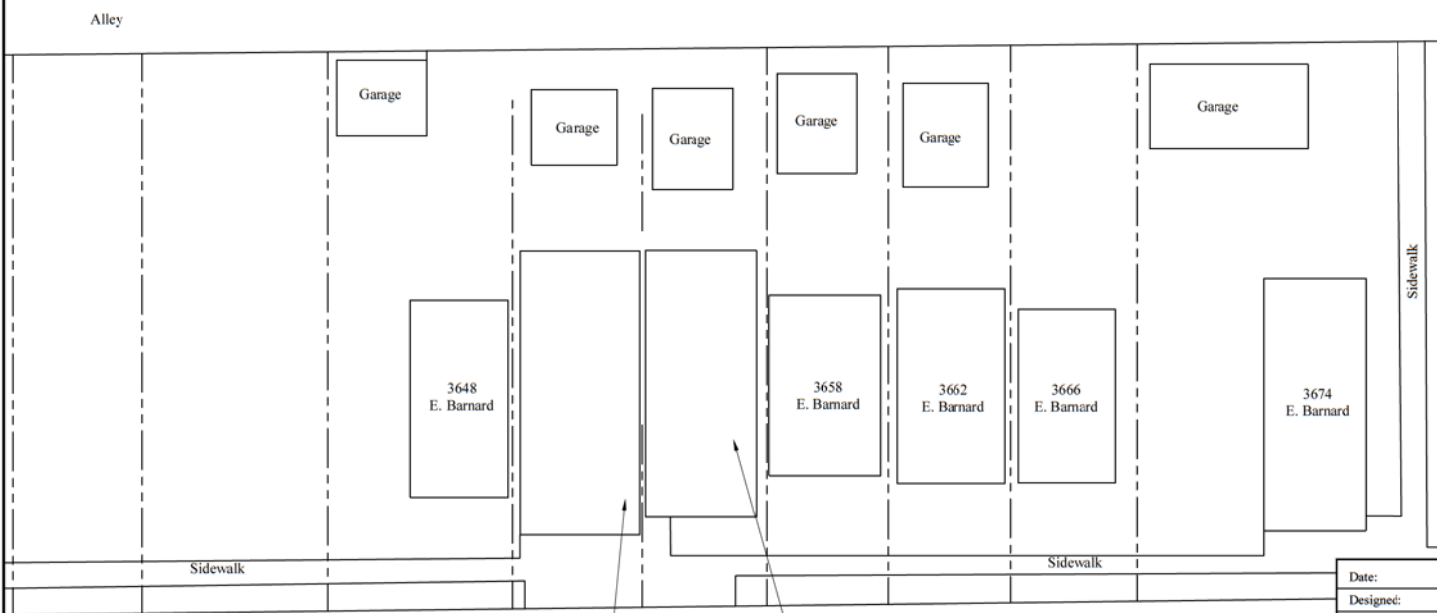 Alley
Garage
Garage
Garage
Garage
Garage
Garage
Sidewalk
3648
E. Barnard
3658
E. Barnard
3662
E. Barnard
3666
E. Barnard
3674
E. Barnard
Sidewalk
Sidewalk
Date:
Designed: